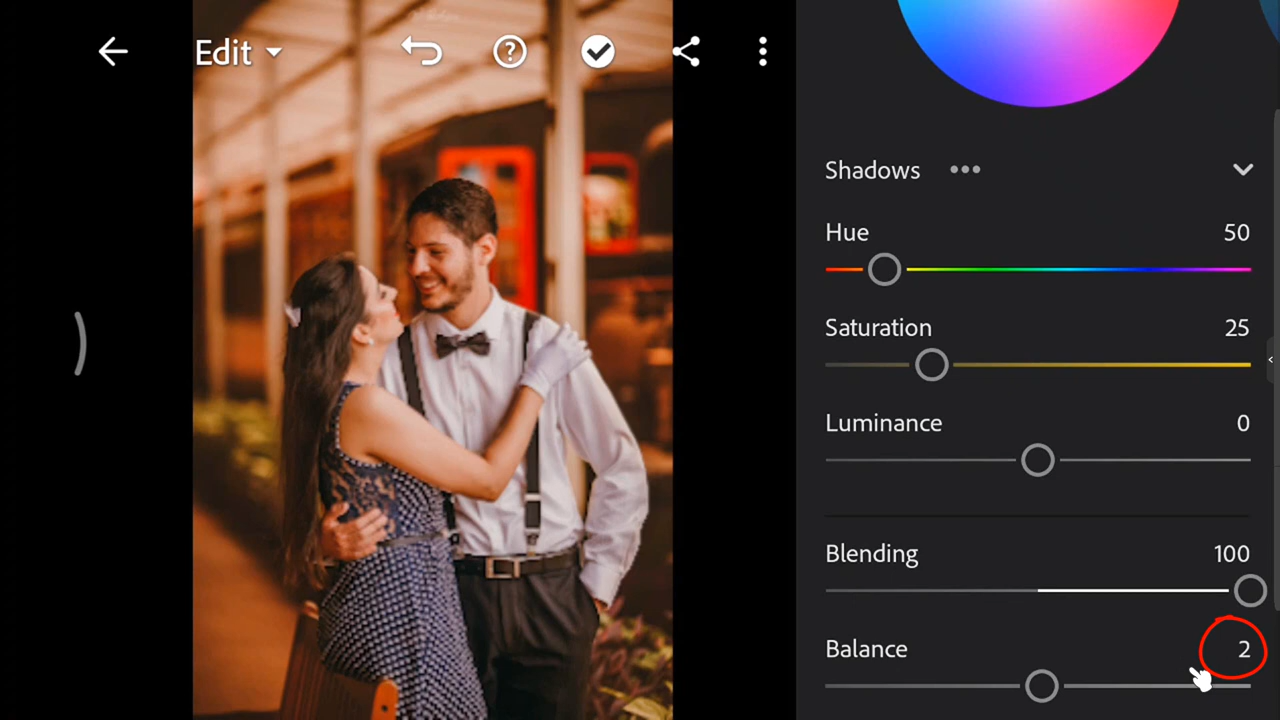 Edit
Shadows
Hue 50
Saturation 25
Luminance 0
Blending 100
Balance 2